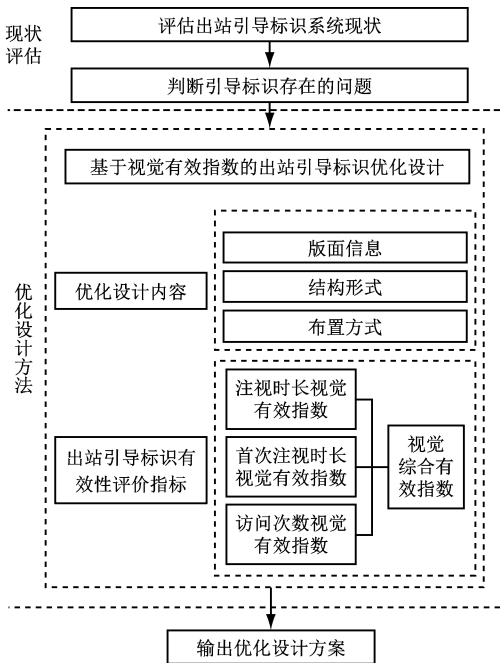 现状
评估
评估出站引导标识系统现状
判断引导标识存在的问题
基于视觉有效指数的出站引导标识优化设计
优化设计方法
优化设计内容
版面信息
结构形式
布置方式
出站引导标识有
效性评价指标
注视时长视觉
有效指数
首次注视时长
视觉有效指数
访问次数视觉
有效指数
视觉
综合有
效指数
输出优化设计方案